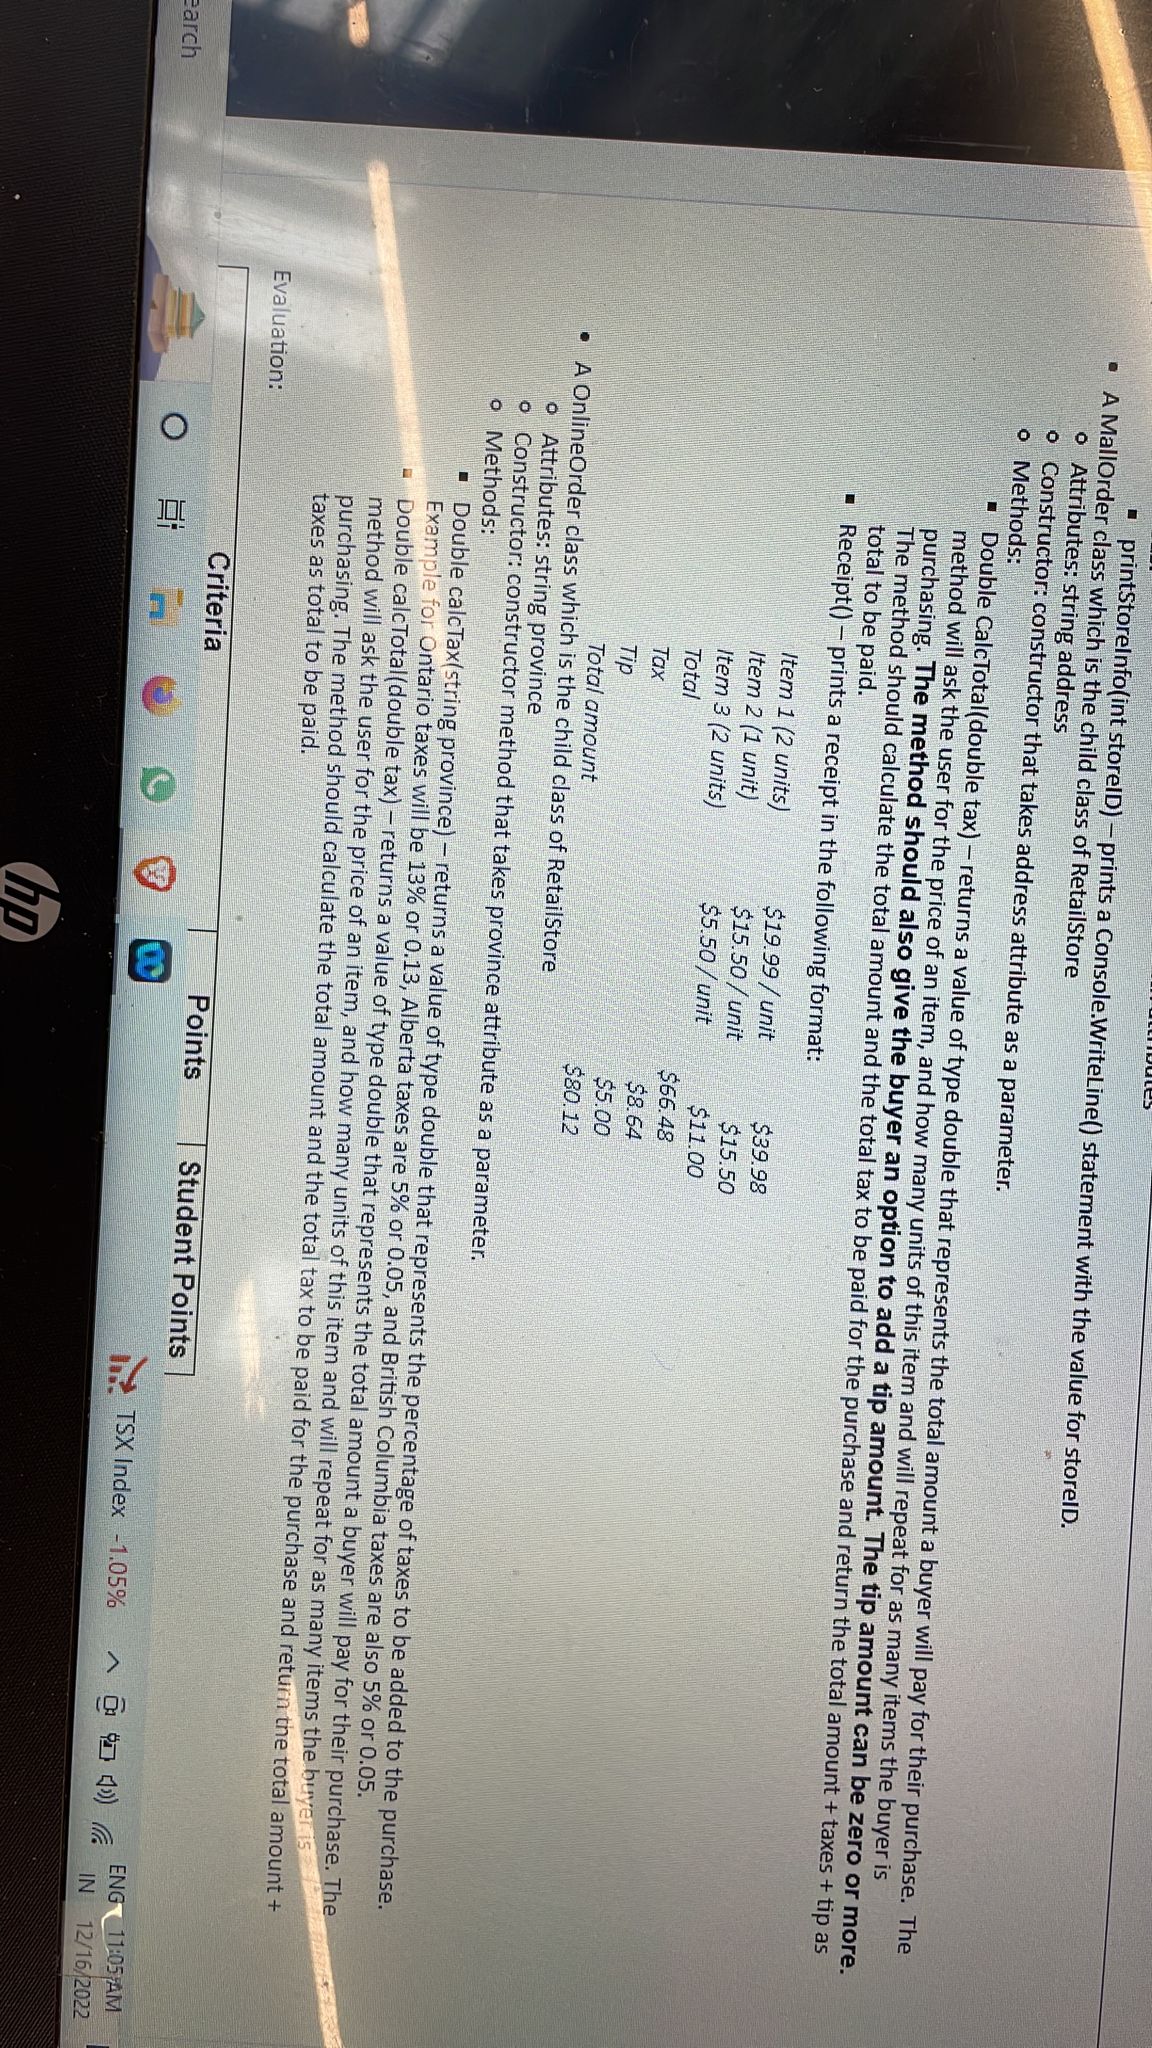 printStoreInfo(int storeID) – prints a Console.WriteLine() statement with the value for storeID.
A MallOrder class which is the child class of RetailStore
Attributes: string address
Constructor: constructor that takes address attribute as a parameter.
Methods:
Double CalcTotal(double tax) – returns a value of type double that represents the total amount a buyer will pay for their purchase. The
method will ask the user for the price of an item, and how many units of this item and will repeat for as many items the buyer is
purchasing. The method should also give the buyer an option to add a tip amount. The tip amount can be zero or more.
The method should calculate the total amount and the total tax to be paid for the purchase and return the total amount + taxes + tip as
total to be paid.
Receipt() – prints a receipt in the following format:
Item 1 (2 units) $19.99 / unit $39.98
Item 2 (1 unit) $15.50 / unit $15.50
Item 3 (2 units) $5.50 / unit $11.00
Total $66.48
Tax $8.64
Tip $5.00
Total amount $80.12
A OnlineOrder class which is the child class of RetailStore
Attributes: string province
Constructor: constructor method that takes province attribute as a parameter.
Methods:
Double calcTax(string province) – returns a value of type double that represents the percentage of taxes to be added to the purchase.
Example for Ontario taxes will be 13% or 0.13, Alberta taxes are 5% or 0.05, and British Columbia taxes are also 5% or 0.05.
Double calcTotal(double tax) – returns a value of type double that represents the total amount a buyer will pay for their purchase. The
method will ask the user for the price of an item, and how many units of this item and will repeat for as many items the buyer is
purchasing. The method should calculate the total amount and the total tax to be paid for the purchase and return the total amount +
taxes as total to be paid.
Evaluation:
Criteria Points Student Points
TSX Index -1.05% ENG 11:05 AM
IN 12/16/2022
hp